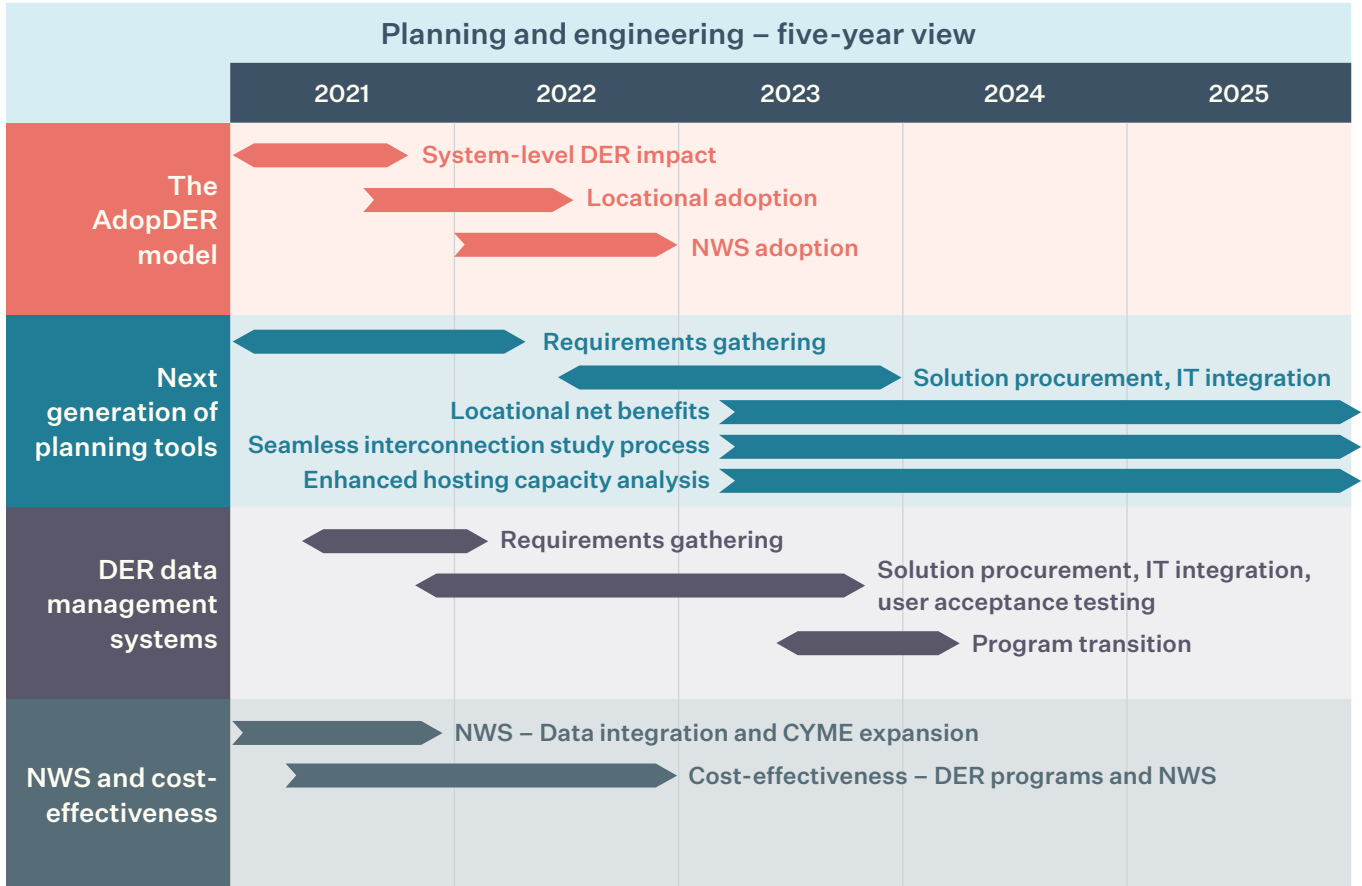 Planning and engineering – five-year view
2021 2022 2023 2024 2025
The
AdopDER
model
System-level DER impact
Locational adoption
NWS adoption
Next
generation of
planning tools
Requirements gathering
Solution procurement, IT integration
Locational net benefits
Seamless interconnection study process
Enhanced hosting capacity analysis
DER data
management
systems
Requirements gathering
Solution procurement, IT integration,
user acceptance testing
Program transition
NWS and cost-
effectiveness
NWS – Data integration and CYME expansion
Cost-effectiveness – DER programs and NWS